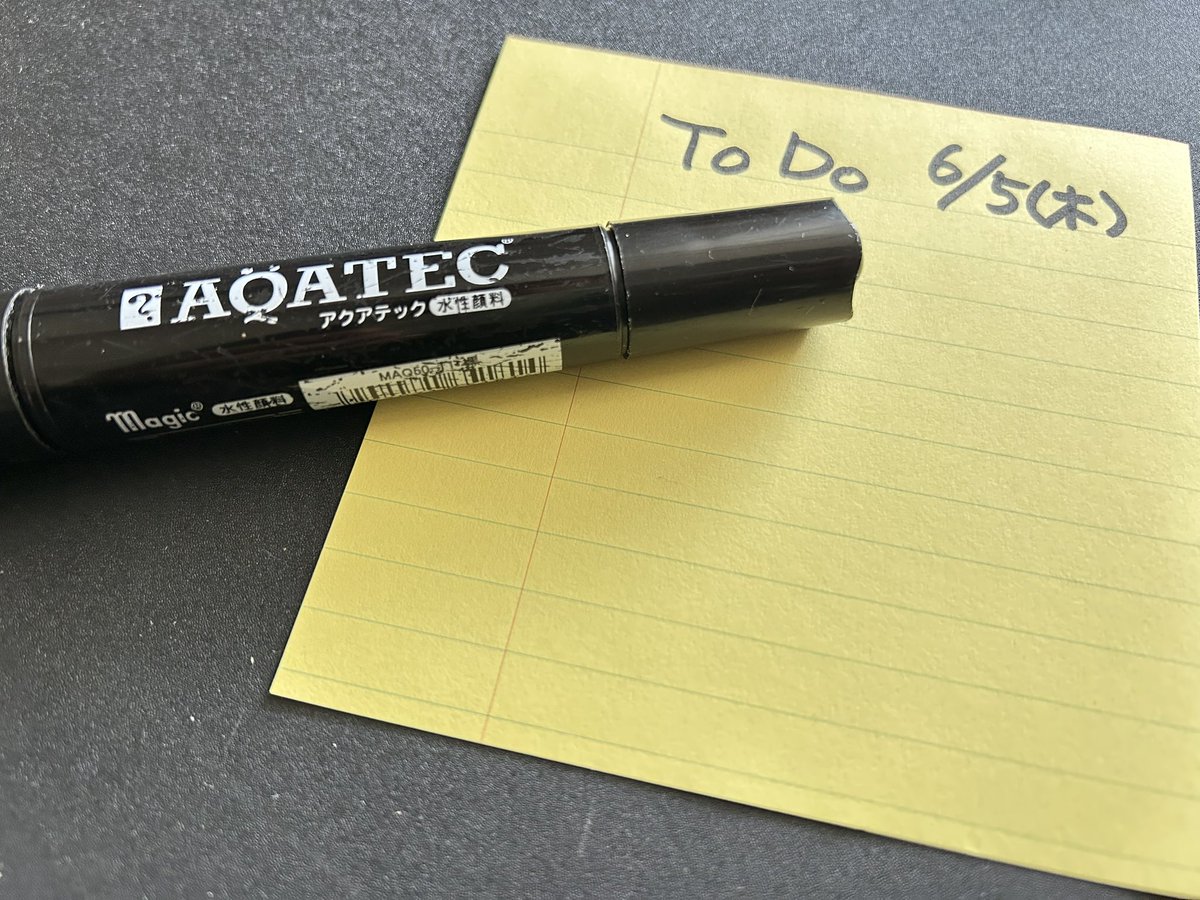 To Do 6/5(木)
? AQATEC®
アクアテック 水性顔料
Magic® 水性顔料